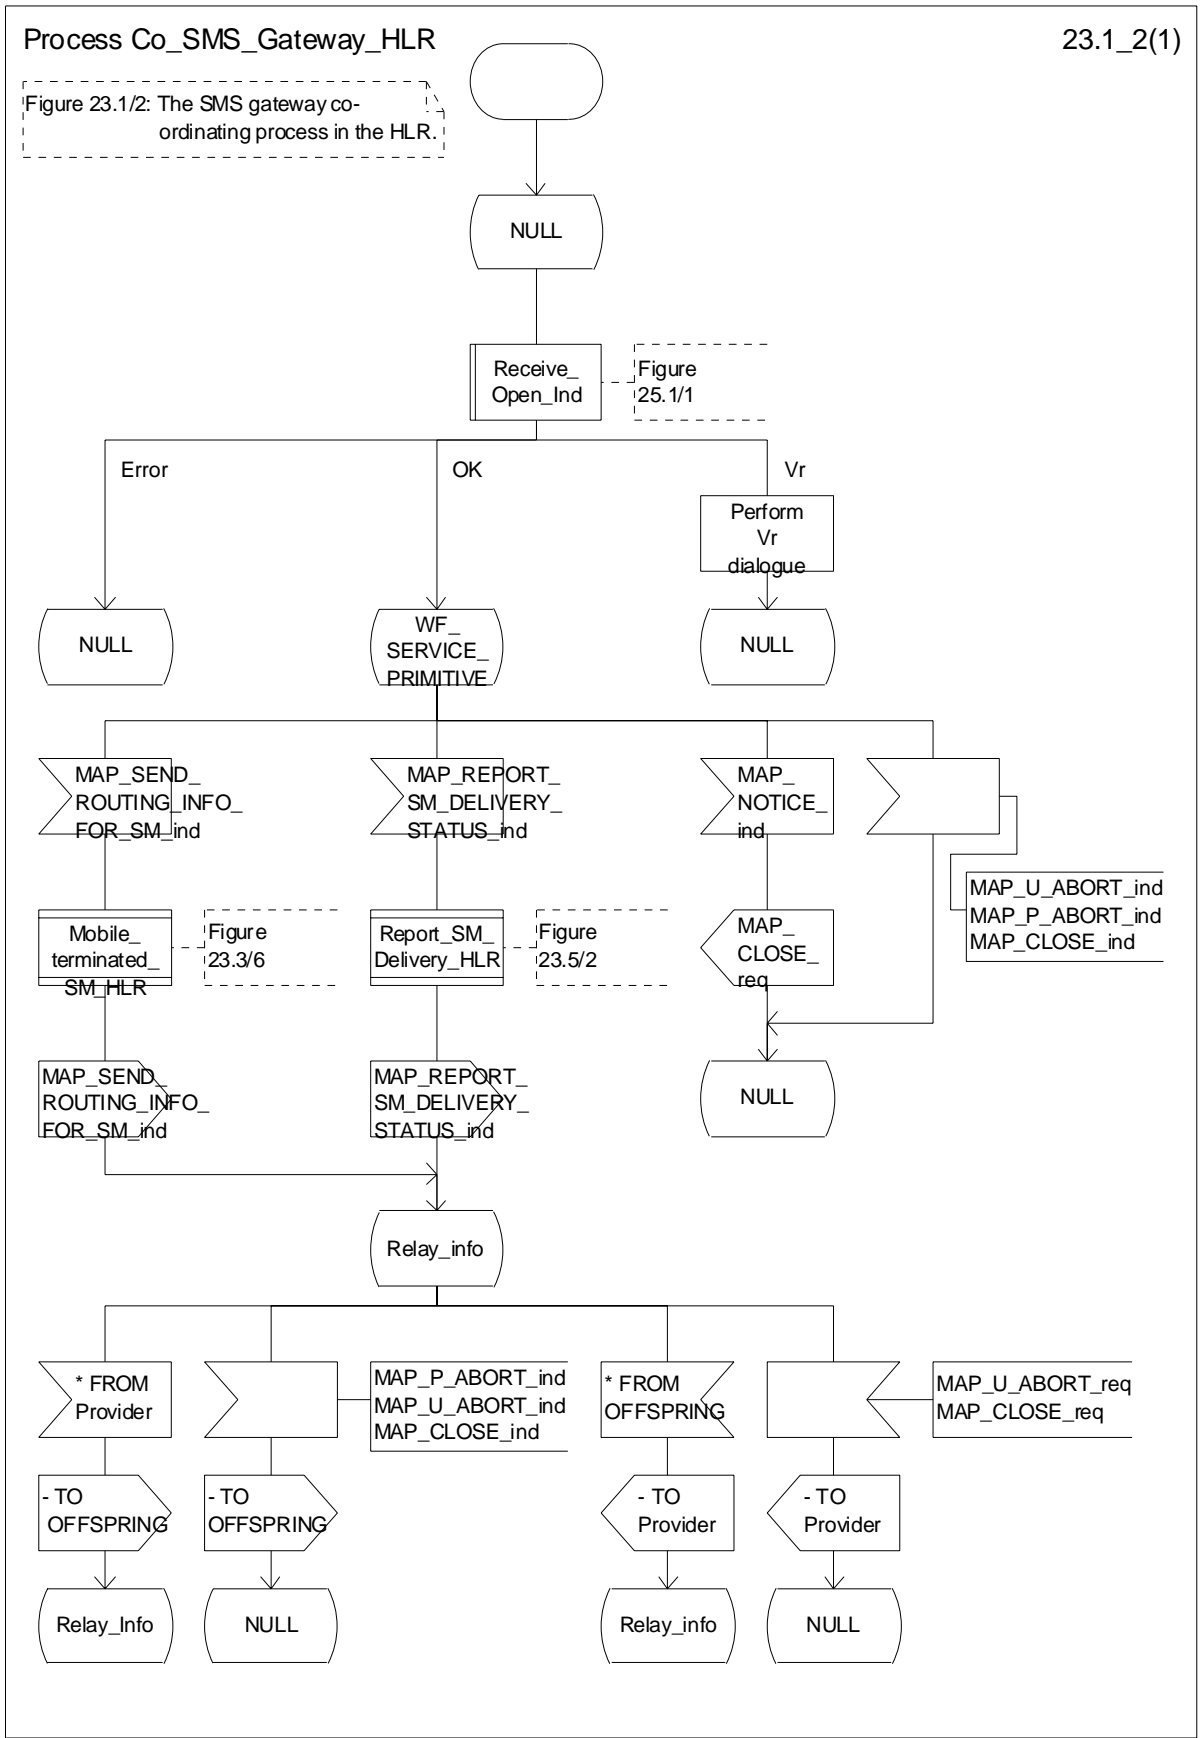 Process Co_SMS_Gateway_HLR
23.1_2(1)
Figure 23.1/2: The SMS gateway co-
ordinating process in the HLR.
NULL
Receive_
Open_Ind
Figure
25.1/1
Error
OK
Vr
Perform
Vr
dialogue
NULL
WF_
SERVICE_
PRIMITIVE
NULL
MAP_SEND_
ROUTING_INFO_
FOR_SM_ind
MAP_REPORT_
SM_DELIVERY_
STATUS_ind
MAP_
NOTICE_
ind
MAP_U_ABORT_ind
MAP_P_ABORT_ind
MAP_CLOSE_ind
Mobile_
terminated_
SM_HLR
Figure
23.3/6
Report_SM_
Delivery_HLR
Figure
23.5/2
MAP_
CLOSE_
req
MAP_SEND_
ROUTING_INFO_
FOR_SM_ind
MAP_REPORT_
SM_DELIVERY_
STATUS_ind
NULL
Relay_info
* FROM
Provider
MAP_P_ABORT_ind
MAP_U_ABORT_ind
MAP_CLOSE_ind
* FROM
OFFSPRING
MAP_U_ABORT_req
MAP_CLOSE_req
- TO
OFFSPRING
- TO
OFFSPRING
- TO
Provider
- TO
Provider
Relay_Info
NULL
Relay_info
NULL